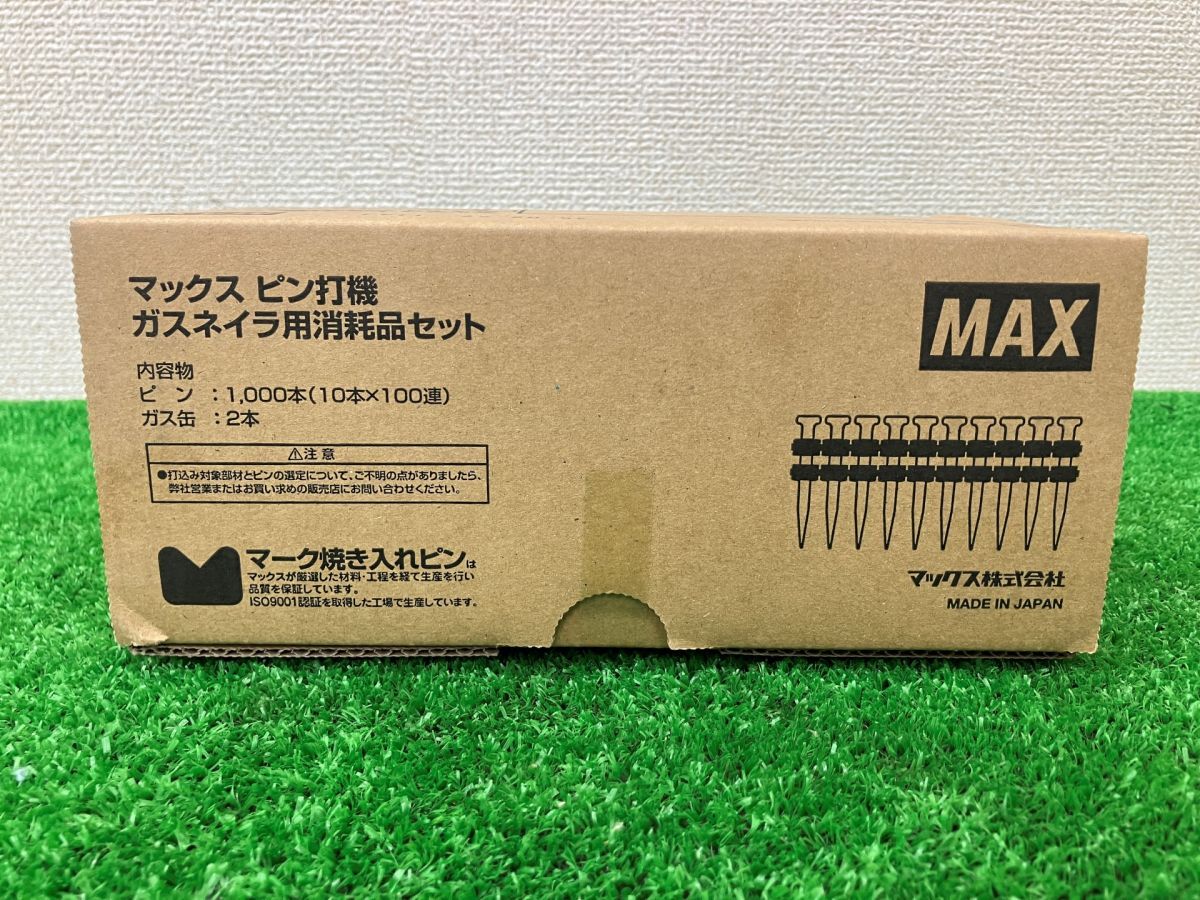 マックス ピン打機
ガスネイラ用消耗品セット
内容物
ピン：1,000本（10本×100連）
ガス缶：2本
⚠注意
●打込み対象部材とピンの選定について、ご不明の点がありましたら、
弊社営業またはお買い求めの販売店にお問い合わせください。
マーク焼き入れピンは
マックスが厳選した材料・工程を経て生産を行い
品質を保証しています。
ISO9001認証を取得した工場で生産しています。
MAX
マックス株式会社
MADE IN JAPAN